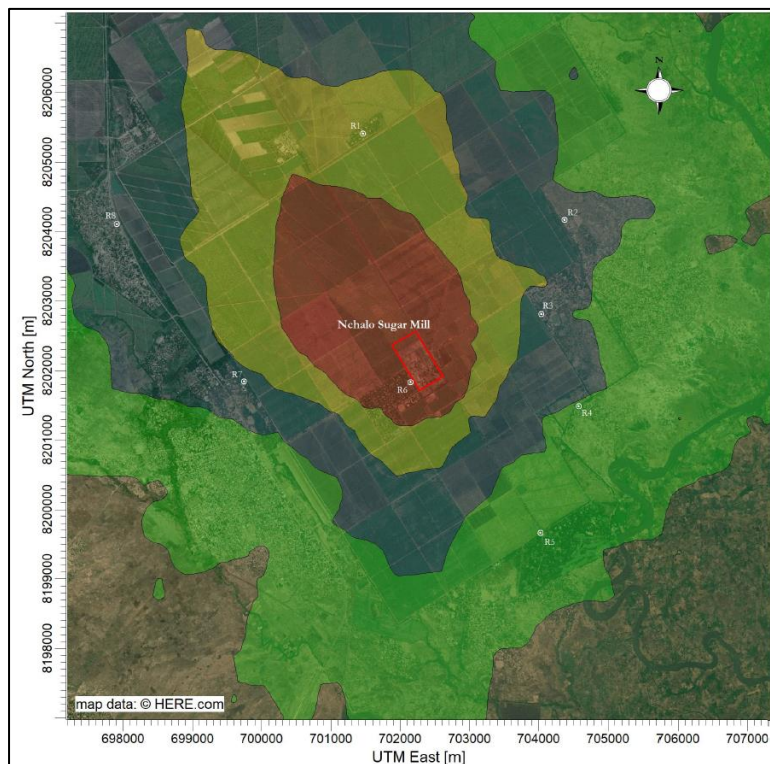 N
R1
R2
R8
R3
Nchalo Sugar Mill
R7
R6
R4
R5
map data: © HERE.com
UTM North [m]
8206000
8205000
8204000
8203000
8202000
8201000
8200000
8199000
8198000
698000 699000 700000 701000 702000 703000 704000 705000 706000 707000
UTM East [m]